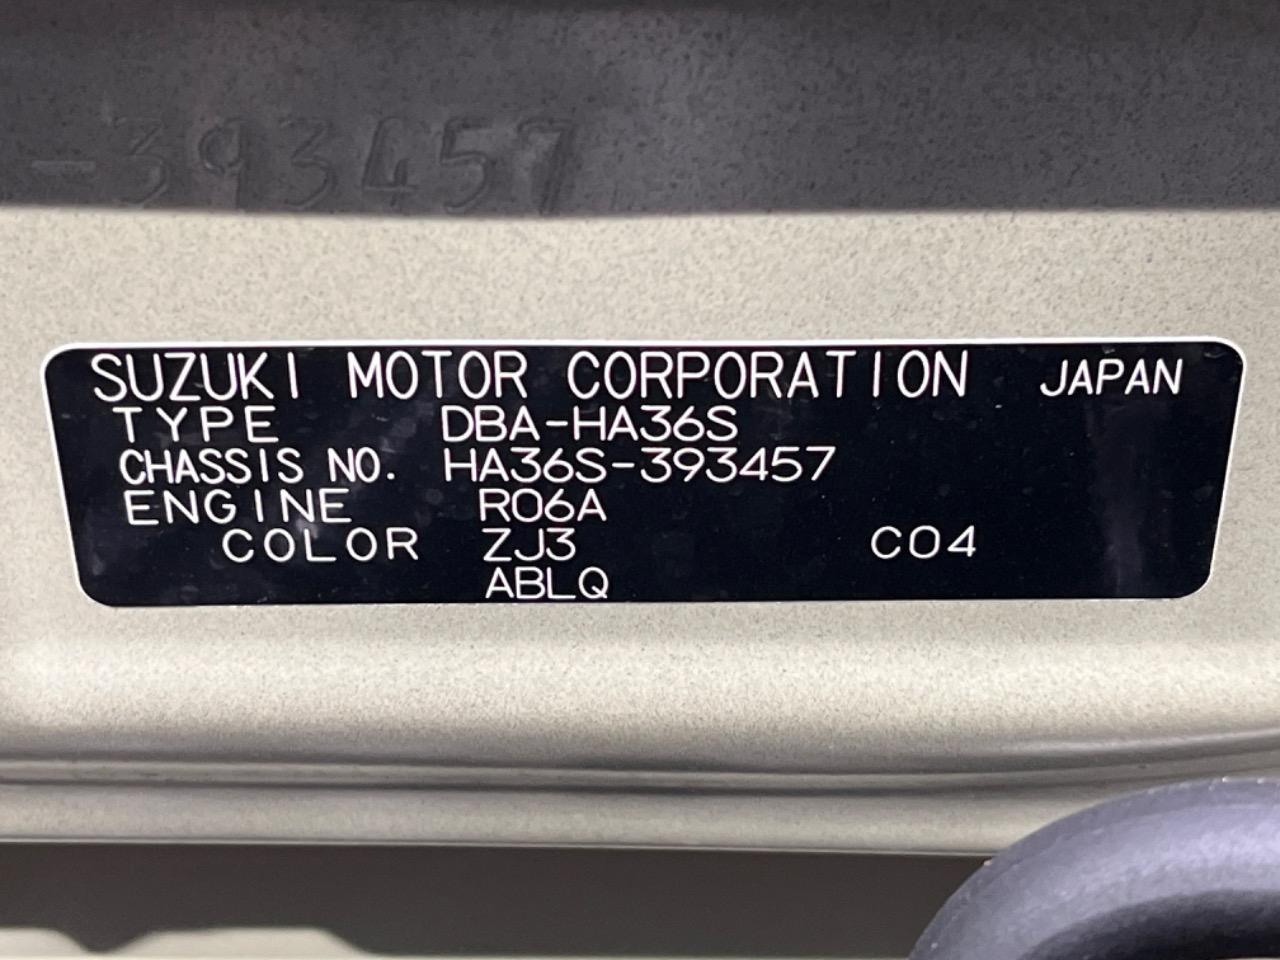 -393457
SUZUKI MOTOR CORPORATION JAPAN
TYPE DBA-HA36S
CHASSIS NO. HA36S-393457
ENGINE R06A
COLOR ZJ3 C04
ABLQ